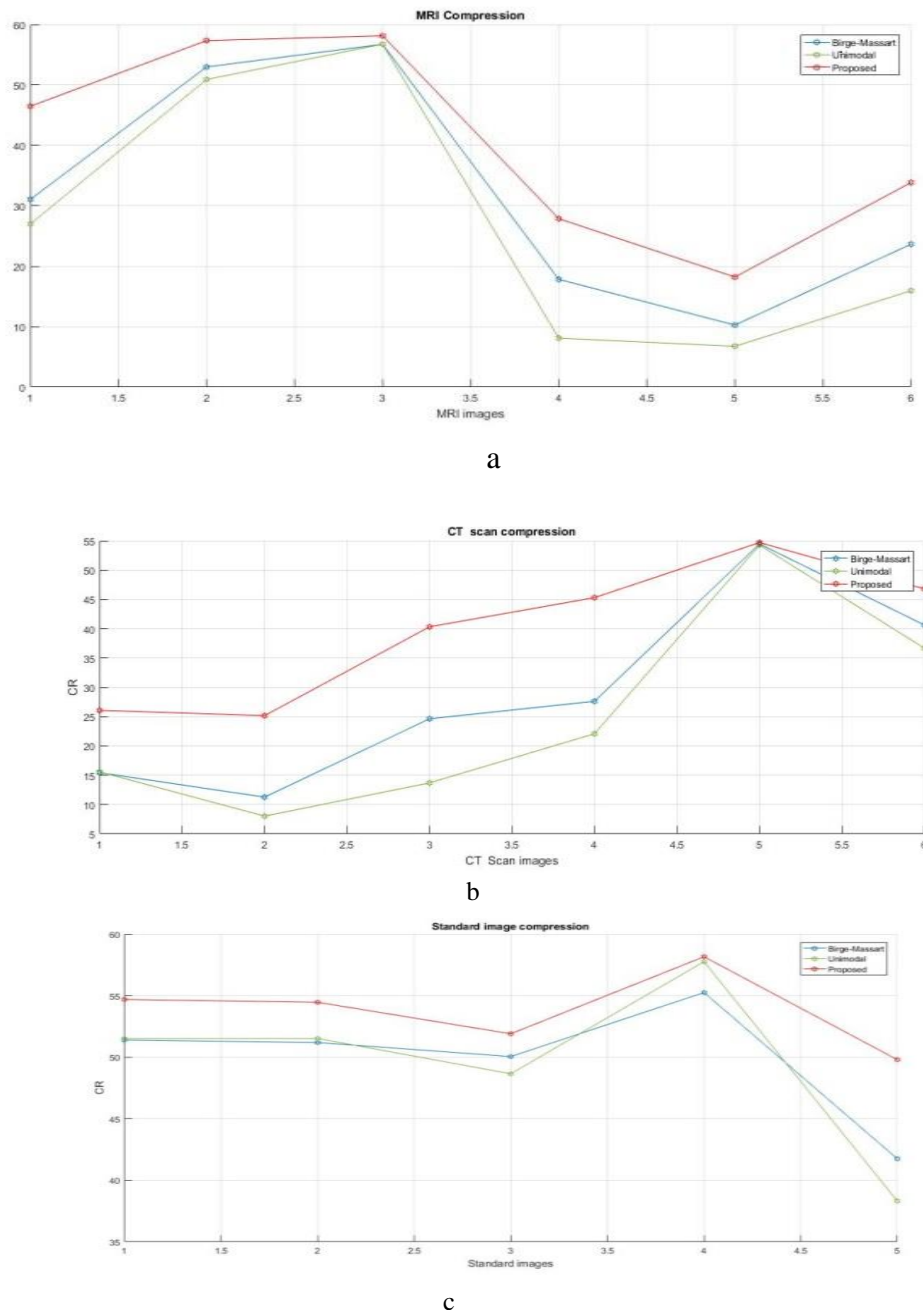 MRI Compression
60
50
40
30
20
10
0
Birge-Massart
Unimodal
Proposed
1 1.5 2 2.5 3 3.5 4 4.5 5 5.5 6
MRI images
a
CT scan compression
55
50
45
40
35
30
25
20
15
10
5
CR
Birge-Massart
Unimodal
Proposed
1 1.5 2 2.5 3 3.5 4 4.5 5 5.5 6
CT Scan images
b
Standard image compression
60
55
50
45
40
35
CR
Birge-Massart
Unimodal
Proposed
1 1.5 2 2.5 3 3.5 4 4.5 5
Standard images
c